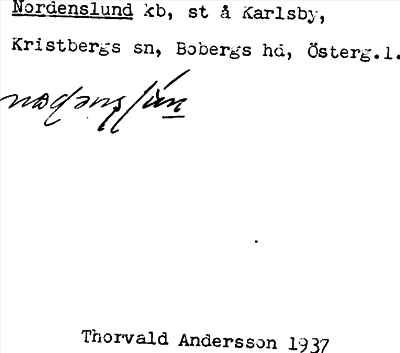 Nordenslund kb, st å Karlsby,
Kristbergs sn, Bobergs hd, Österg.l.
Thorvald Andersson 1937